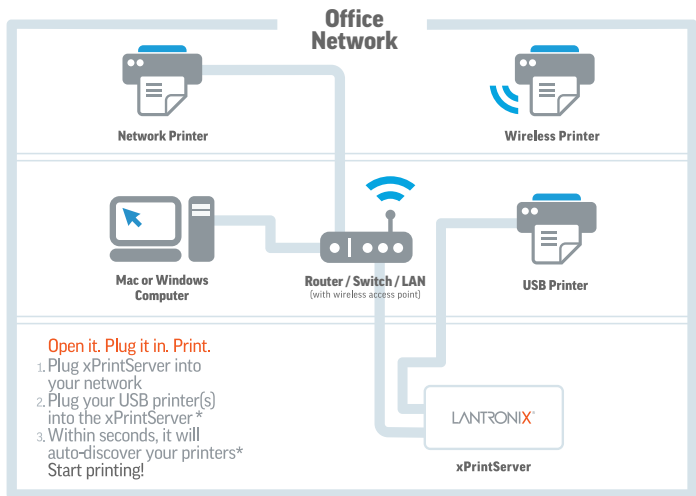 Office
Network
Network Printer
Wireless Printer
Mac or Windows
Computer
Router / Switch / LAN
(with wireless access point)
USB Printer
Open it. Plug it in. Print.
1. Plug xPrintServer into
your network
2. Plug your USB printer(s)
into the xPrintServer*
3. Within seconds, it will
auto-discover your printers*
Start printing!
LANTRONIX®
xPrintServer